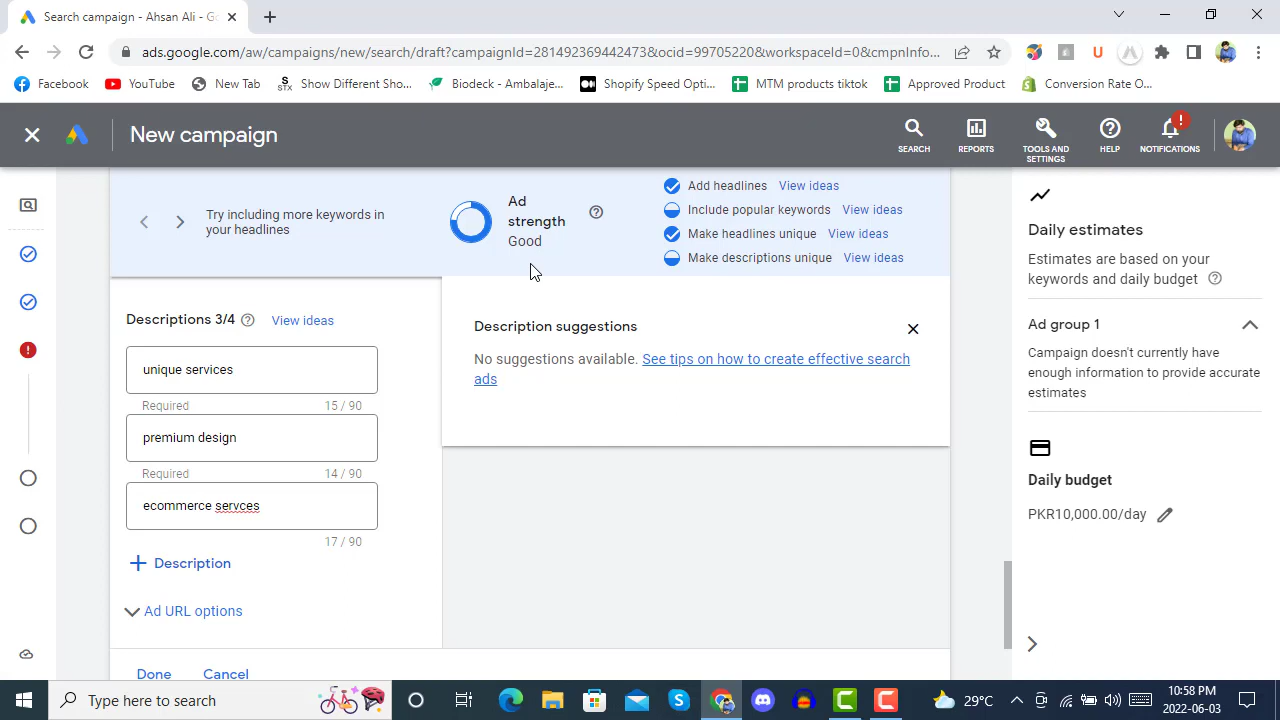 Search campaign - Ahsan Ali - Go
ads.google.com/aw/campaigns/new/search/draft?campaignId=281492369442473&ocid=99705220&workspaceId=0&cmpnInfo...
Facebook
YouTube
New Tab
STX
Show Different Sho...
Biodeck - Ambalaje...
Shopify Speed Opti...
MTM products tiktok
Approved Product
Conversion Rate O...
New campaign
SEARCH
REPORTS
TOOLS AND
SETTINGS
HELP
NOTIFICATIONS
Try including more keywords in
your headlines
Ad
strength
Good
Add headlines View ideas
Include popular keywords View ideas
Make headlines unique View ideas
Make descriptions unique View ideas
Descriptions 3/4 View ideas
unique services
Required 15 / 90
premium design
Required 14 / 90
ecommerce servces
17 / 90
+ Description
Ad URL options
Done Cancel
Description suggestions
No suggestions available. See tips on how to create effective search
ads
Daily estimates
Estimates are based on your
keywords and daily budget
Ad group 1
Campaign doesn't currently have
enough information to provide accurate
estimates
Daily budget
PKR10,000.00/day
Type here to search
29°C
10:58 PM
2022-06-03